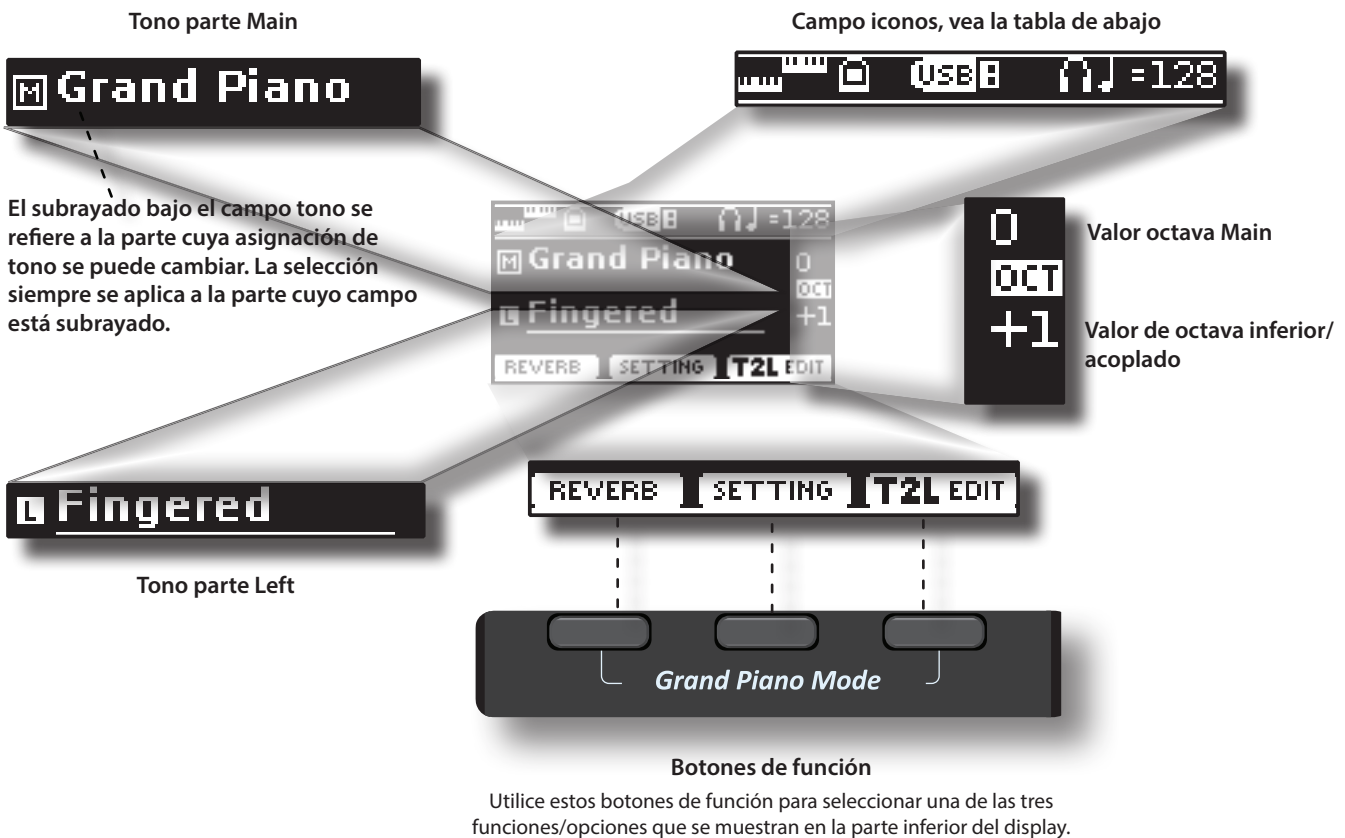 Tono parte Main
Campo iconos, vea la tabla de abajo
M Grand Piano
USB =128
El subrayado bajo el campo tono se
refiere a la parte cuya asignación de
tono se puede cambiar. La selección
siempre se aplica a la parte cuyo campo
está subrayado.
USB =128
M Grand Piano 0
OCT
L Fingered +1
REVERB SETTING T2L EDIT
0
Valor octava Main
OCT
+1
Valor de octava inferior/
acoplado
REVERB SETTING T2L EDIT
L Fingered
Tono parte Left
Grand Piano Mode
Botones de función
Utilice estos botones de función para seleccionar una de las tres
funciones/opciones que se muestran en la parte inferior del display.